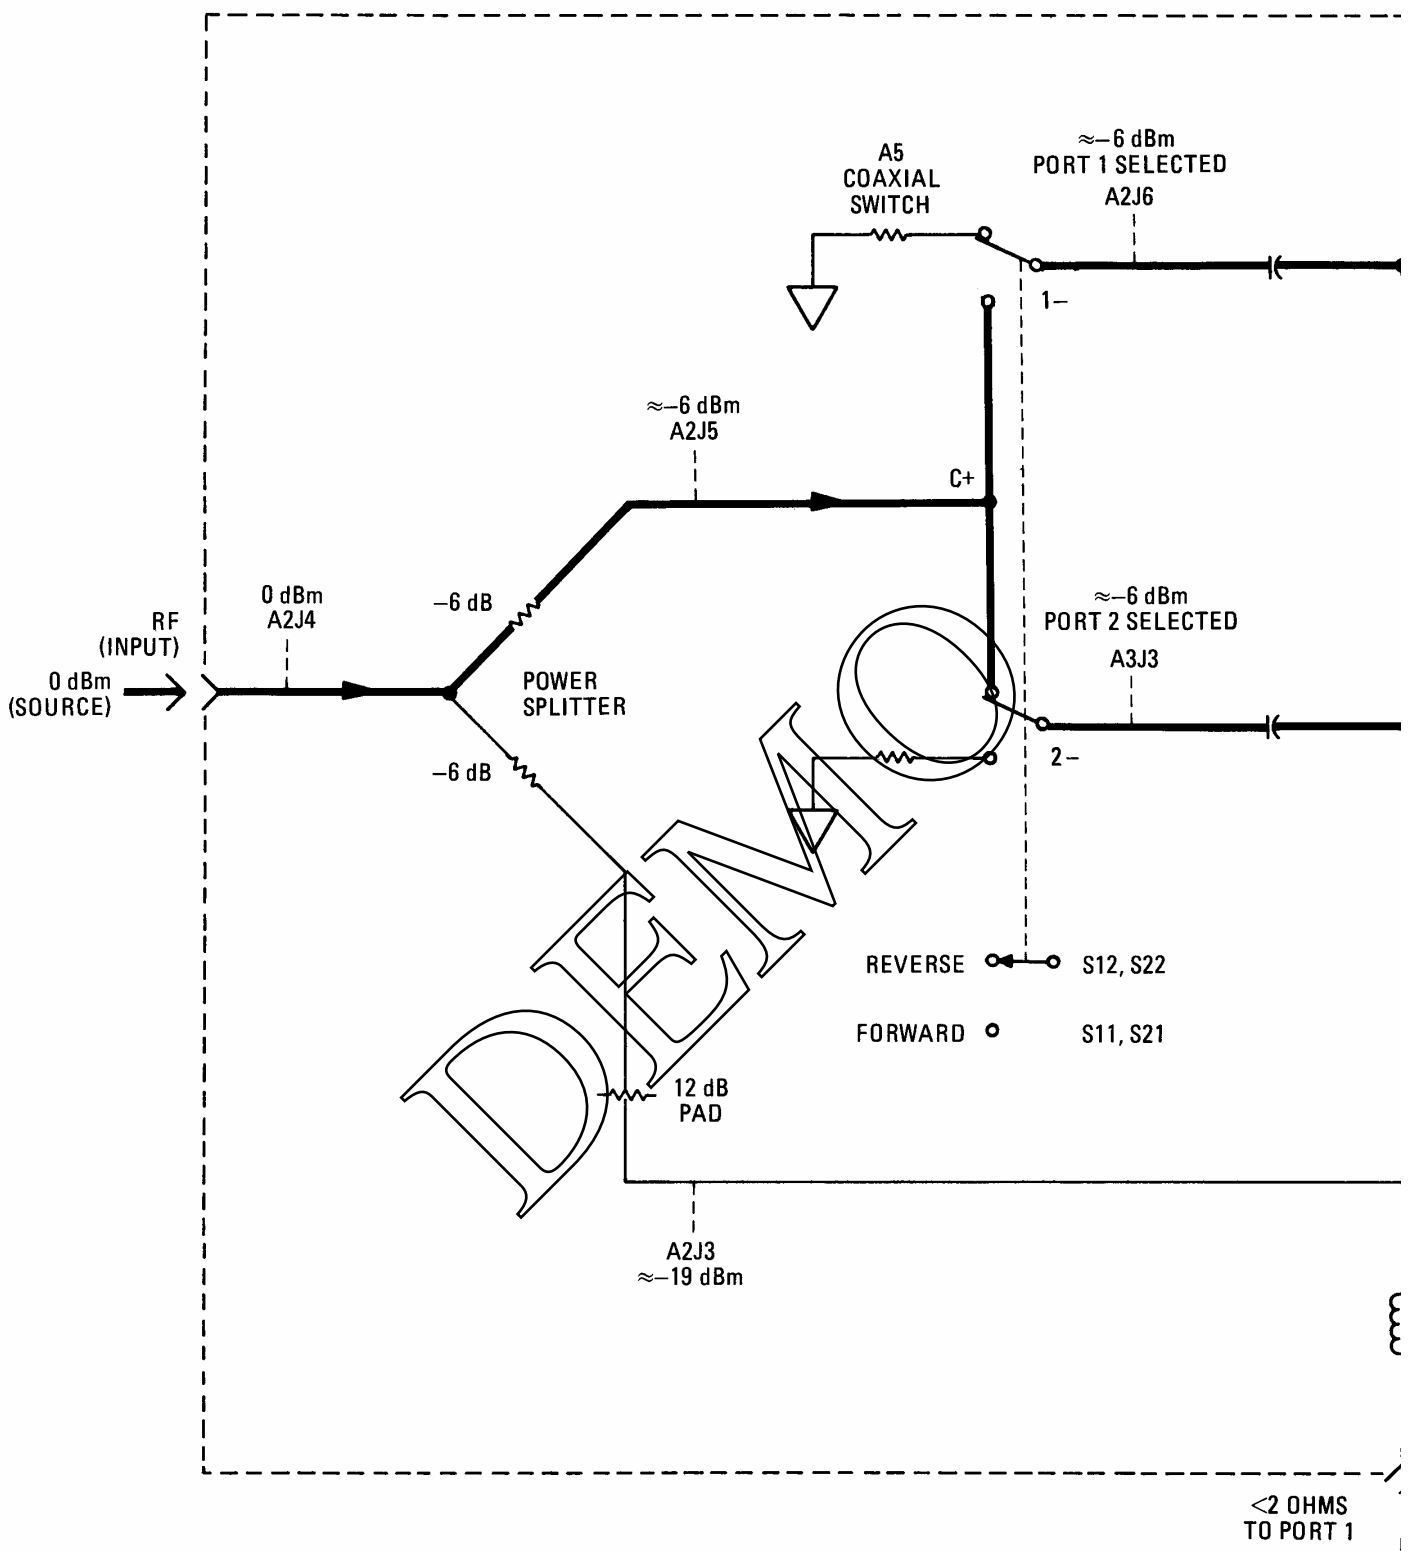 ≈–6 dBm
PORT 1 SELECTED
A2J6
A5
COAXIAL
SWITCH
1–
≈–6 dBm
A2J5
C+
–6 dB
0 dBm
A2J4
RF
(INPUT)
0 dBm
(SOURCE)
POWER
SPLITTER
–6 dB
≈–6 dBm
PORT 2 SELECTED
A3J3
2–
REVERSE
S12, S22
FORWARD
S11, S21
12 dB
PAD
A2J3
≈–19 dBm
<2 OHMS
TO PORT 1
DEMO